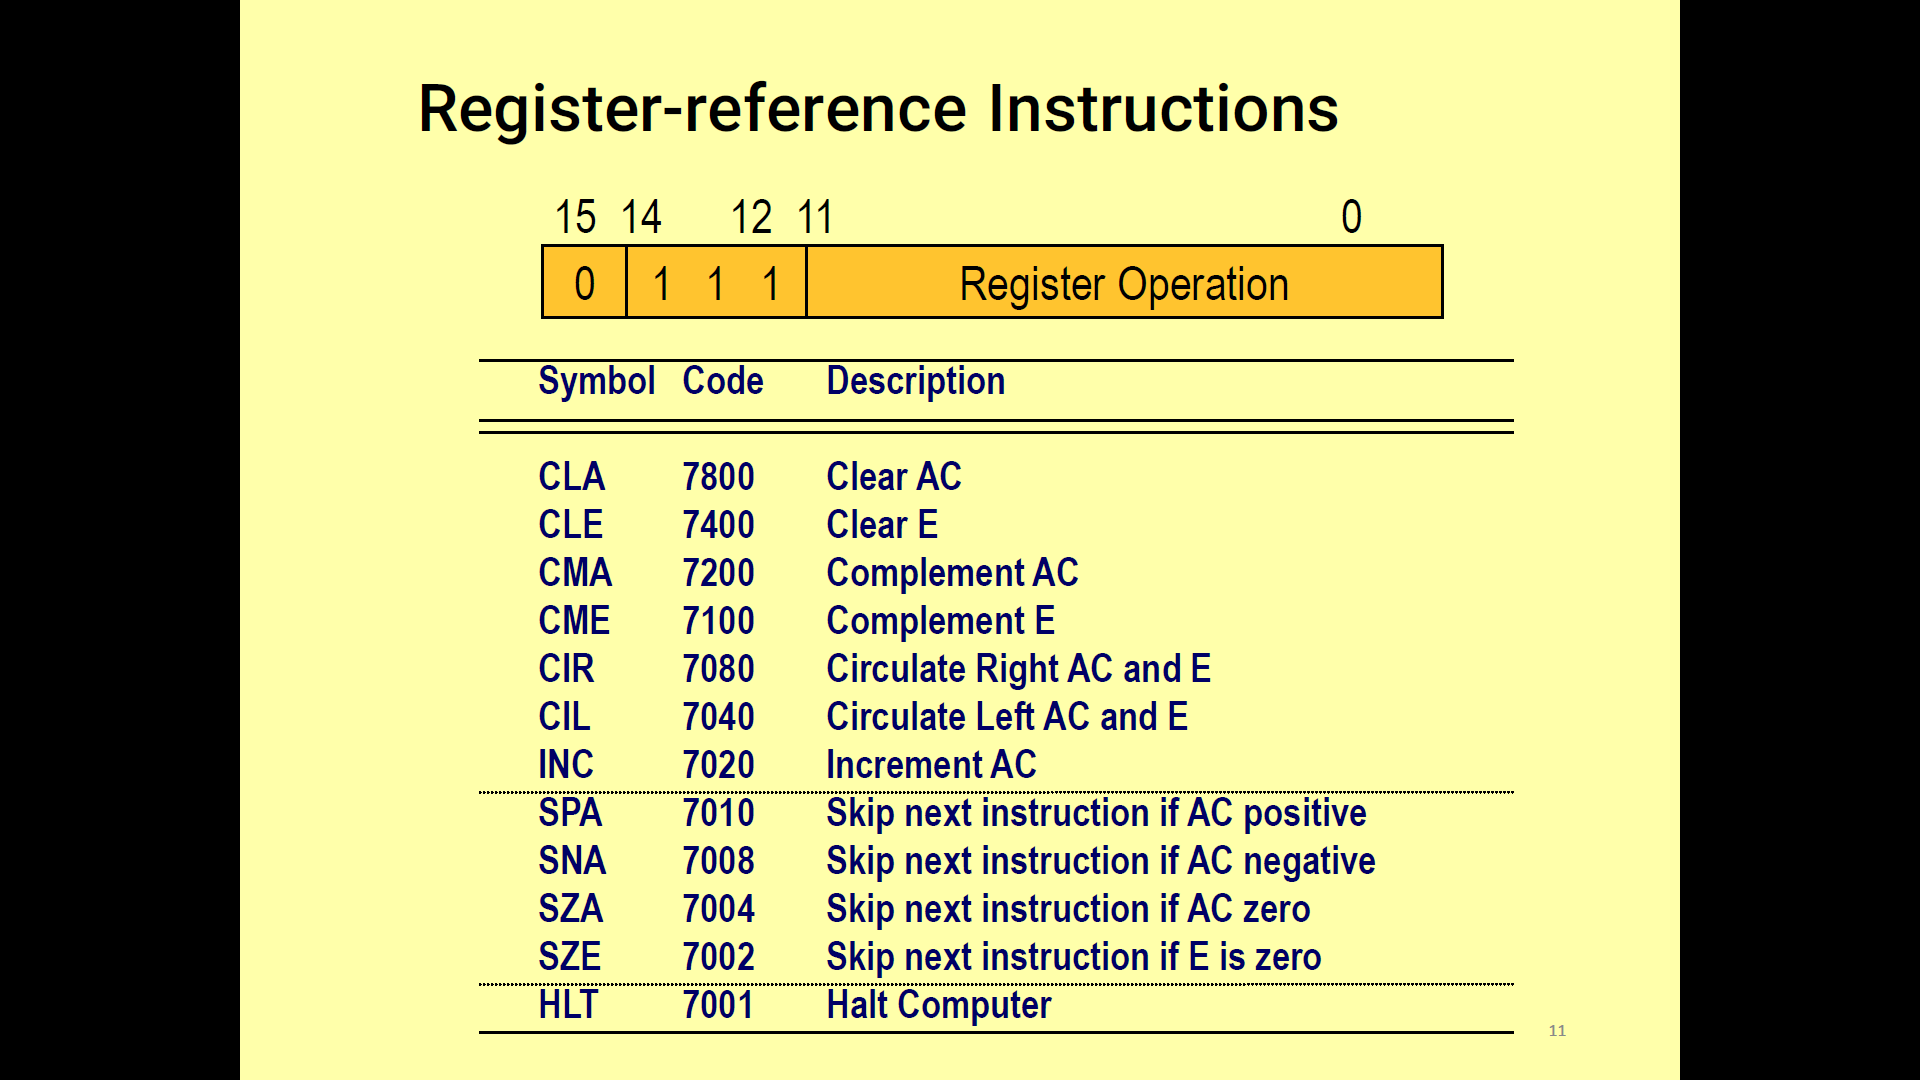 Register-reference Instructions
15 14 12 11 0
0 1 1 1 Register Operation
Symbol Code Description
CLA 7800 Clear AC
CLE 7400 Clear E
CMA 7200 Complement AC
CME 7100 Complement E
CIR 7080 Circulate Right AC and E
CIL 7040 Circulate Left AC and E
INC 7020 Increment AC
SPA 7010 Skip next instruction if AC positive
SNA 7008 Skip next instruction if AC negative
SZA 7004 Skip next instruction if AC zero
SZE 7002 Skip next instruction if E is zero
HLT 7001 Halt Computer
11